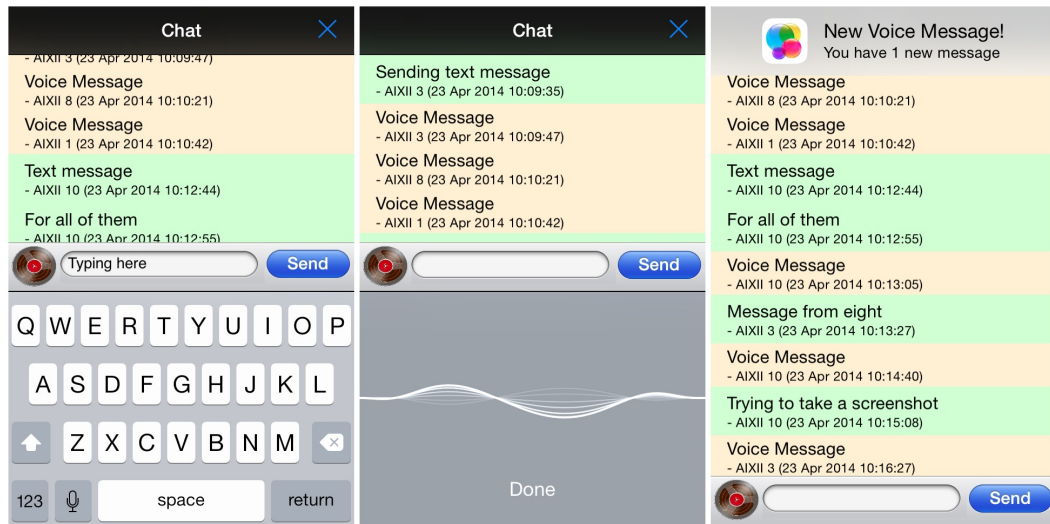 Chat
- AIXII 3 (23 Apr 2014 10:09:47)
Voice Message
- AIXII 8 (23 Apr 2014 10:10:21)
Voice Message
- AIXII 1 (23 Apr 2014 10:10:42)
Text message
- AIXII 10 (23 Apr 2014 10:12:44)
For all of them
- AIXII 10 (23 Apr 2014 10:12:55)
Typing here
Send
Q W E R T Y U I O P
A S D F G H J K L
Z X C V B N M
123 space return
Chat
Sending text message
- AIXII 3 (23 Apr 2014 10:09:35)
Voice Message
- AIXII 3 (23 Apr 2014 10:09:47)
Voice Message
- AIXII 8 (23 Apr 2014 10:10:21)
Voice Message
- AIXII 1 (23 Apr 2014 10:10:42)
Send
Done
New Voice Message!
You have 1 new message
Voice Message
- AIXII 8 (23 Apr 2014 10:10:21)
Voice Message
- AIXII 1 (23 Apr 2014 10:10:42)
Text message
- AIXII 10 (23 Apr 2014 10:12:44)
For all of them
- AIXII 10 (23 Apr 2014 10:12:55)
Voice Message
- AIXII 10 (23 Apr 2014 10:13:05)
Message from eight
- AIXII 3 (23 Apr 2014 10:13:27)
Voice Message
- AIXII 10 (23 Apr 2014 10:14:40)
Trying to take a screenshot
- AIXII 10 (23 Apr 2014 10:15:08)
Voice Message
- AIXII 3 (23 Apr 2014 10:16:27)
Send